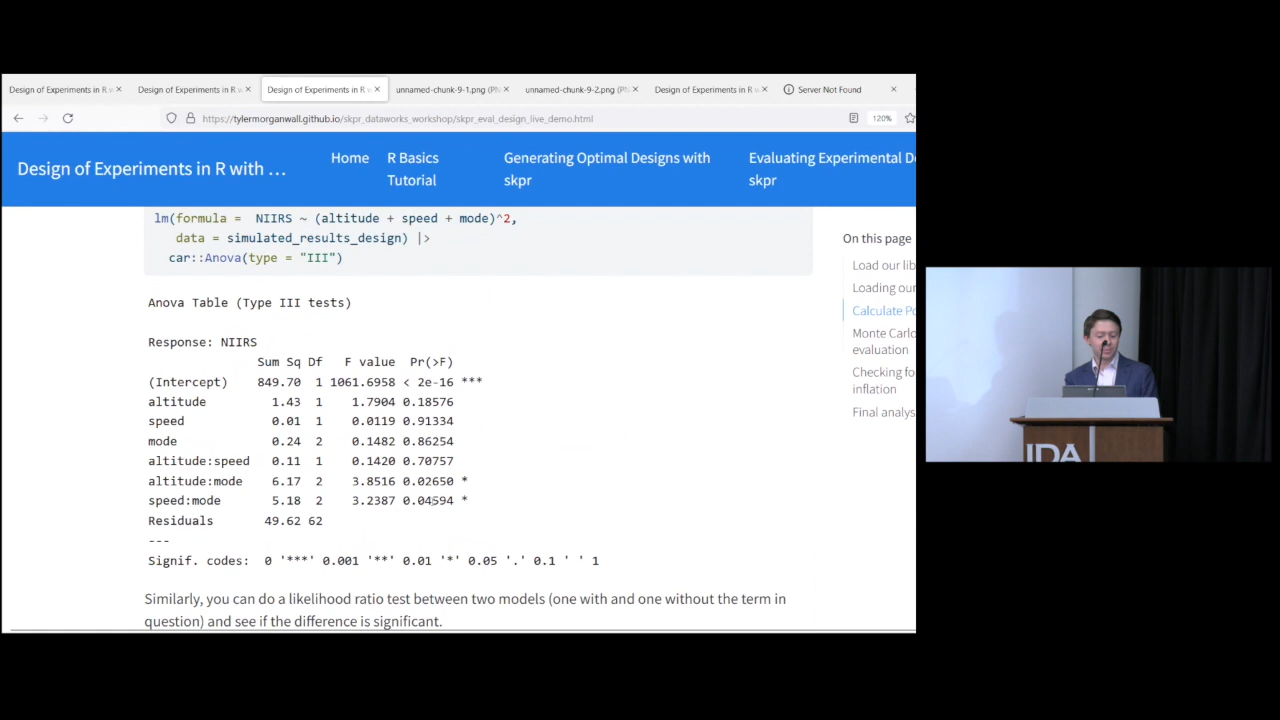 Design of Experiments in R w
Design of Experiments in R w
Design of Experiments in R w
unnamed-chunk-9-1.png (PN
unnamed-chunk-9-2.png (PN
Design of Experiments in R w
Server Not Found
https://tylermorganwall.github.io/skpr_dataworks_workshop/skpr_eval_design_live_demo.html
120%
Design of Experiments in R with ...
Home
R Basics
Tutorial
Generating Optimal Designs with
skpr
Evaluating Experimental D
skpr
lm(formula = NIIRS ~ (altitude + speed + mode)^2,
data = simulated_results_design) |>
car::Anova(type = "III")
Anova Table (Type III tests)
Response: NIIRS
Sum Sq Df F value Pr(>F)
(Intercept) 849.70 1 1061.6958 < 2e-16 ***
altitude 1.43 1 1.7904 0.18576
speed 0.01 1 0.0119 0.91334
mode 0.24 2 0.1482 0.86254
altitude:speed 0.11 1 0.1420 0.70757
altitude:mode 6.17 2 3.8516 0.02650 *
speed:mode 5.18 2 3.2387 0.04594 *
Residuals 49.62 62
---
Signif. codes: 0 '***' 0.001 '**' 0.01 '*' 0.05 '.' 0.1 ' ' 1
Similarly, you can do a likelihood ratio test between two models (one with and one without the term in
question) and see if the difference is significant.
On this page
Load our lib
Loading our
Calculate Po
Monte Carlo
evaluation
Checking fo
inflation
Final analys
IDA